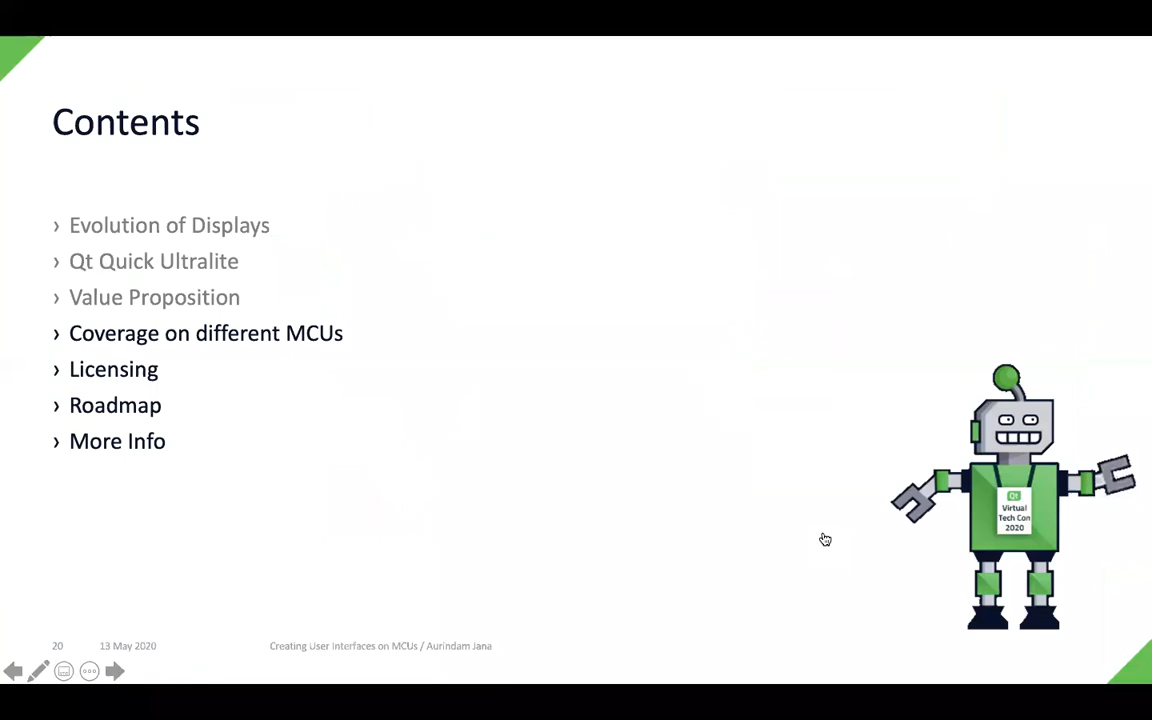 Contents
› Evolution of Displays
› Qt Quick Ultralite
› Value Proposition
› Coverage on different MCUs
› Licensing
› Roadmap
› More Info
Qt
Virtual
Tech Con
2020
20
13 May 2020
Creating User Interfaces on MCUs / Aurindam Jana